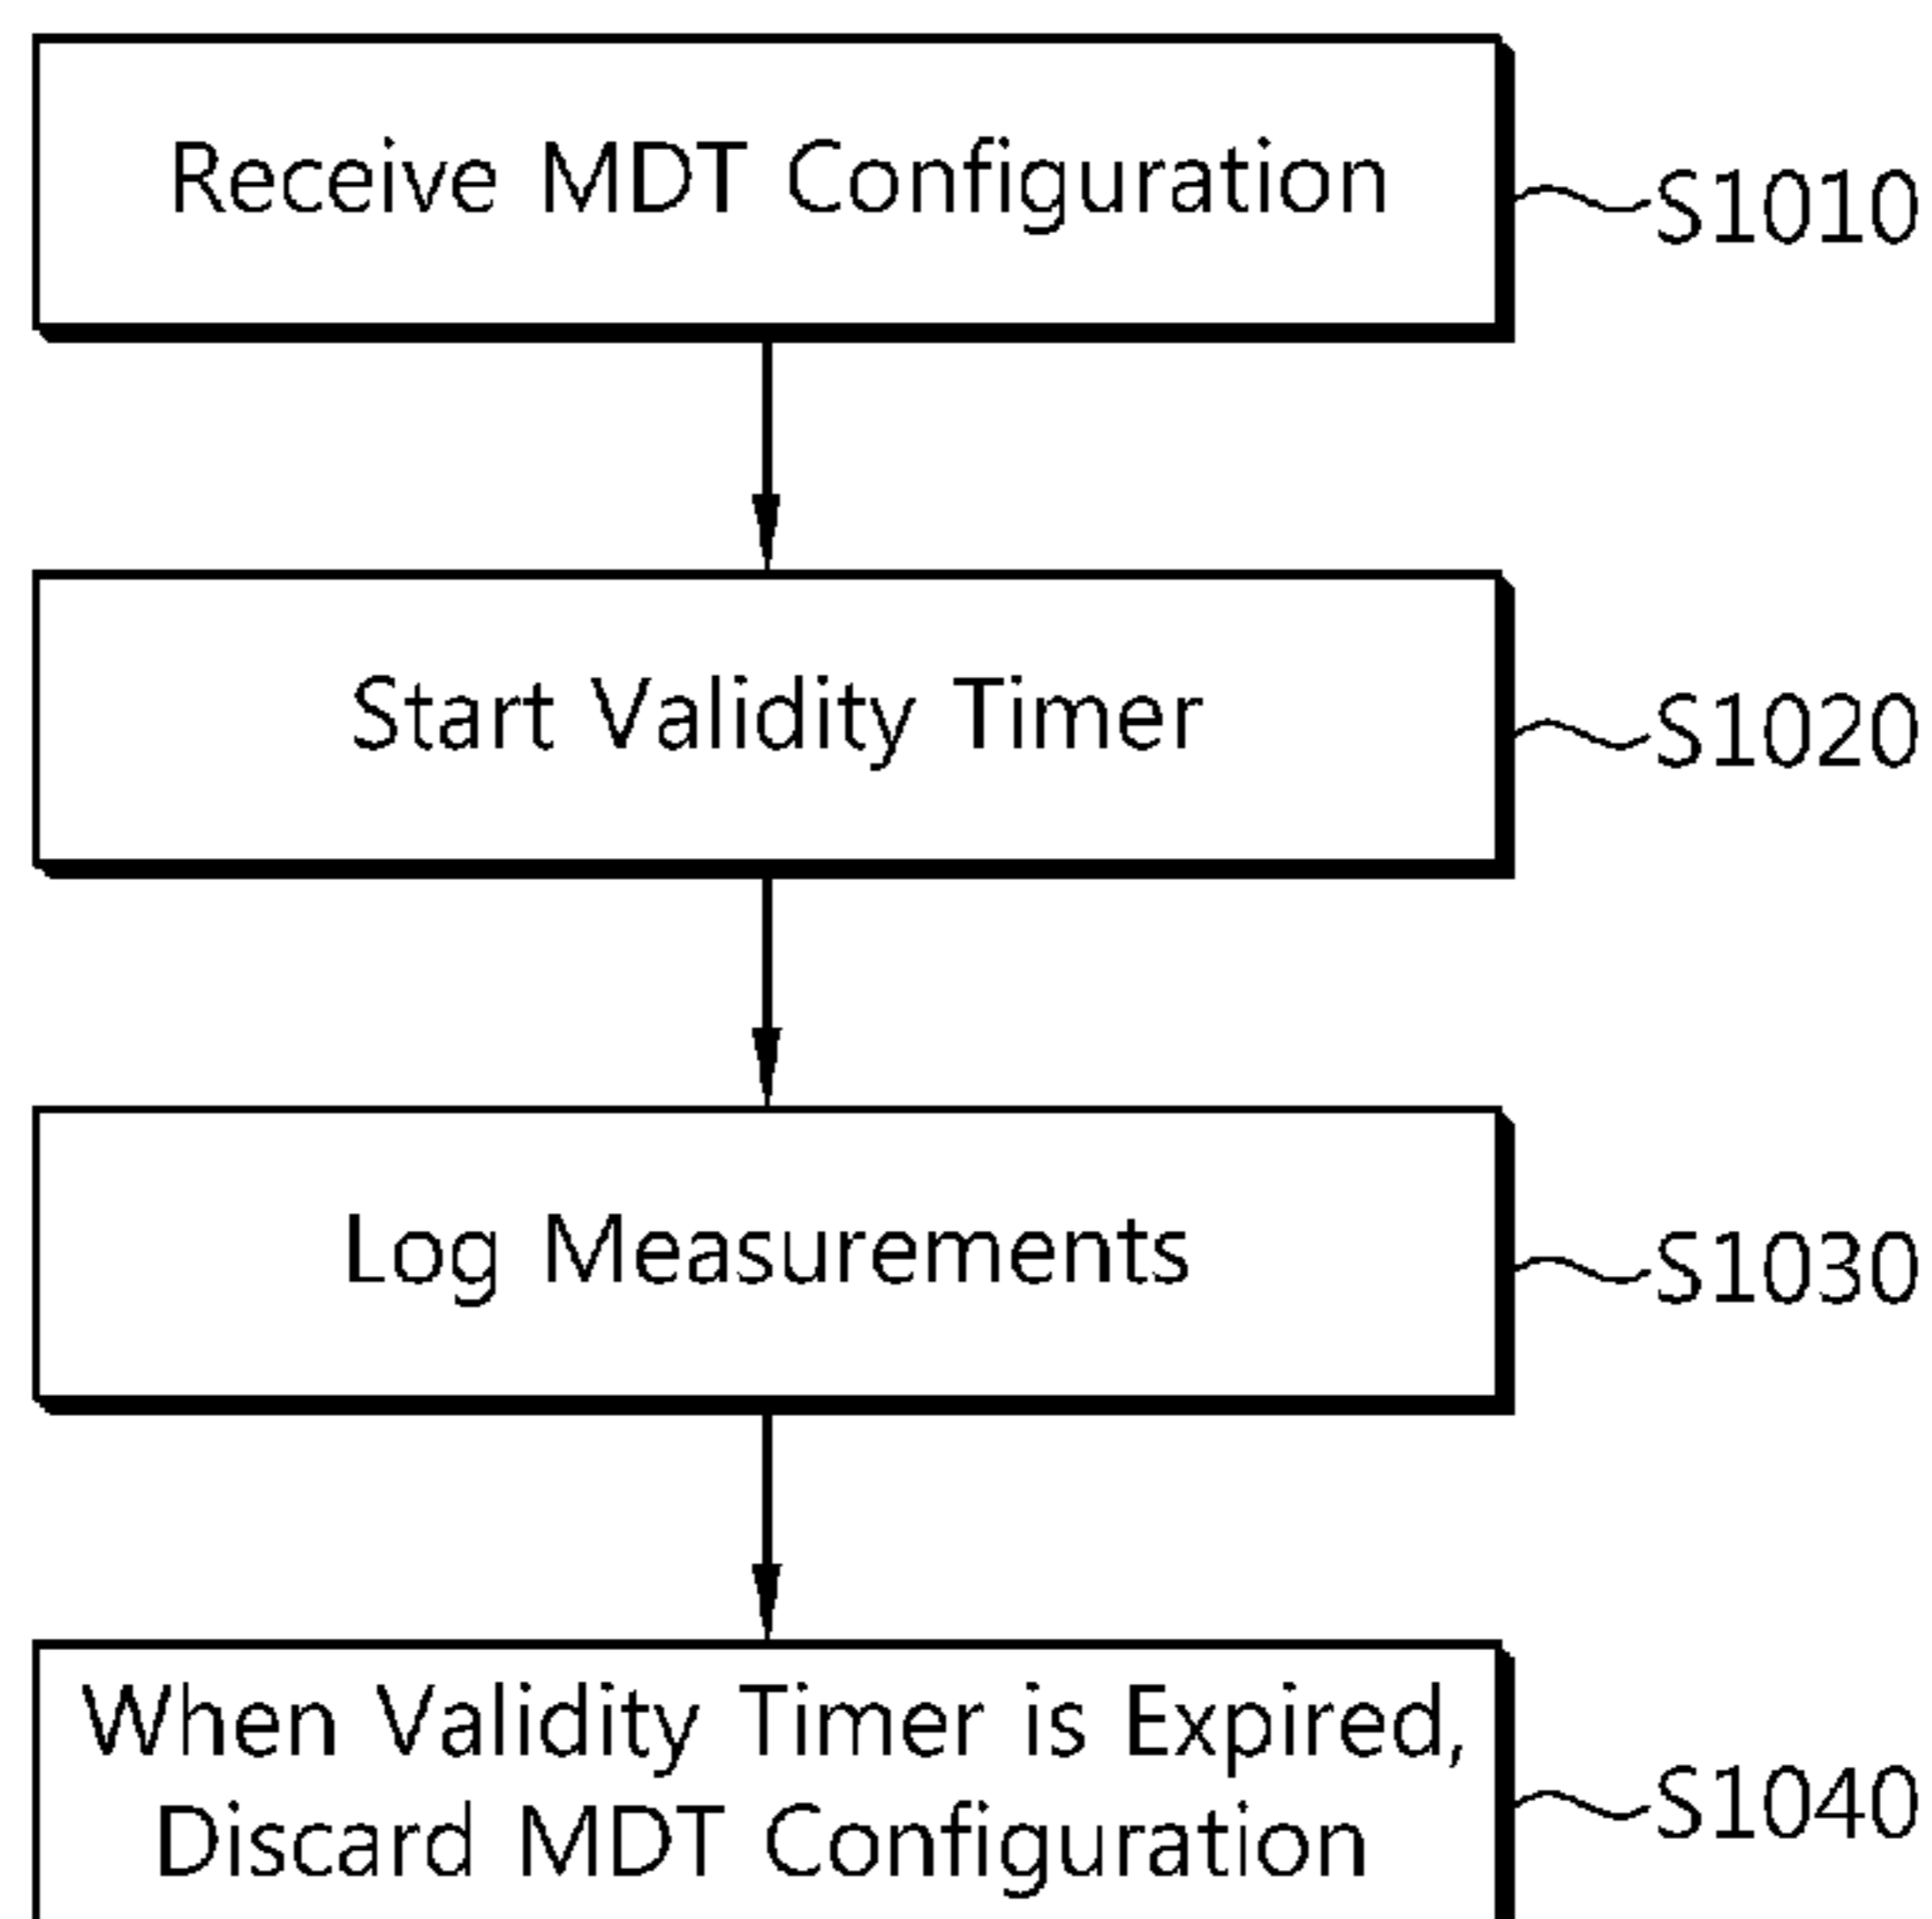 Receive MDT Configuration
S1010
Start Validity Timer
S1020
Log Measurements
S1030
When Validity Timer is Expired,
Discard MDT Configuration
S1040